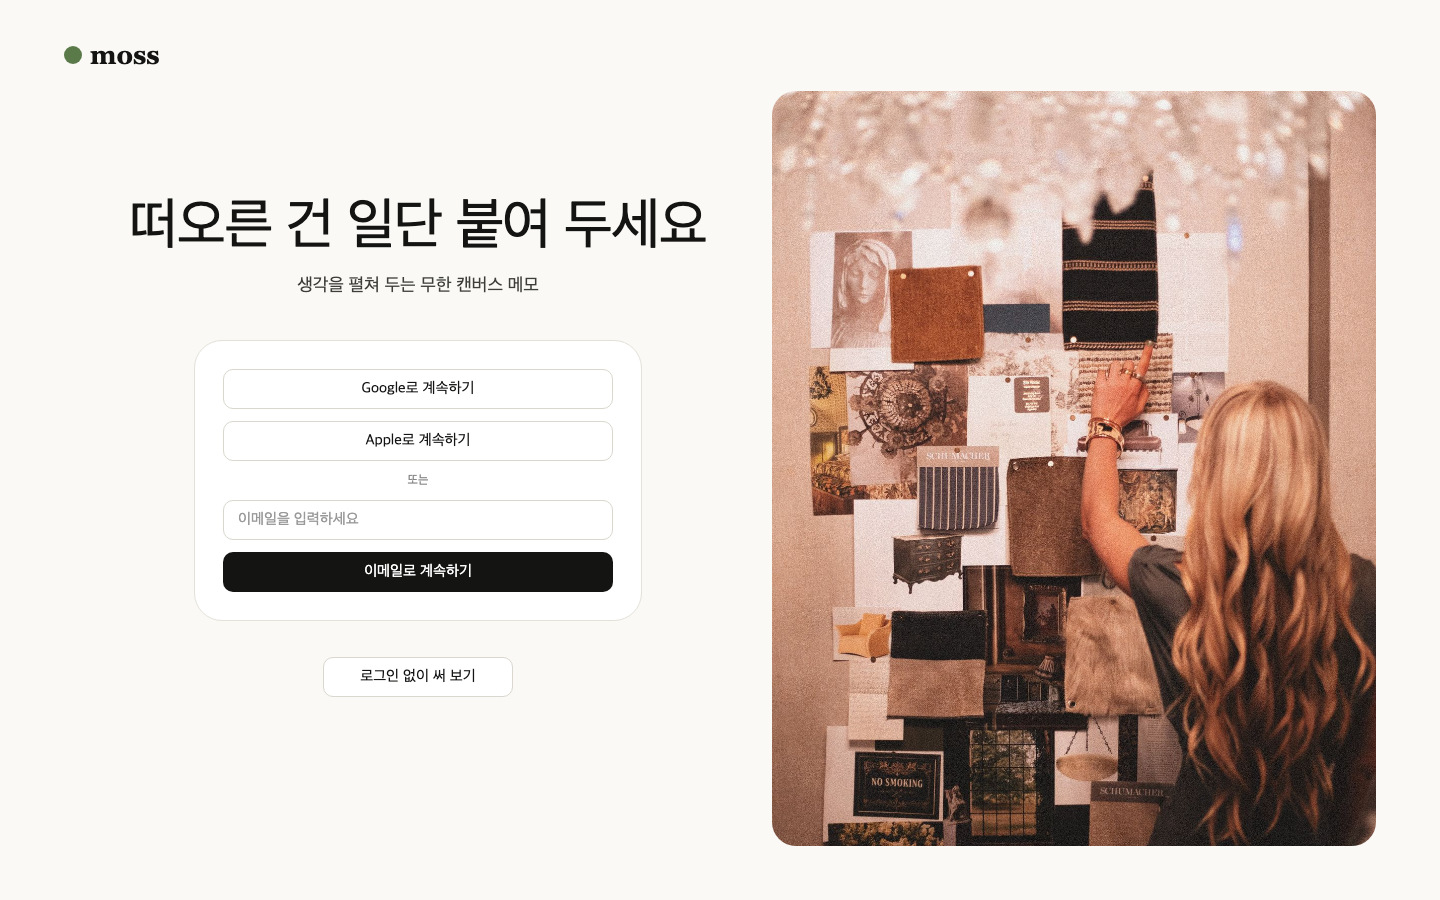 moss
떠오른 건 일단 붙여 두세요
생각을 펼쳐 두는 무한 캔버스 메모
Google로 계속하기
Apple로 계속하기
또는
이메일을 입력하세요
이메일로 계속하기
로그인 없이 써 보기
SCHUMACHER
NO SMOKING
SCHUMACHER